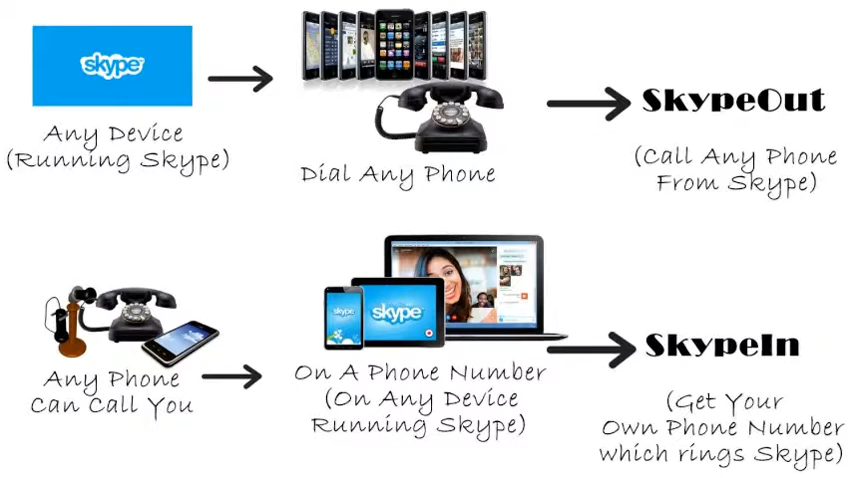 skype
Any Device
(Running Skype)
Dial Any Phone
SkypeOut
(Call Any Phone
From Skype)
Any Phone
Can Call You
skype
skype
On A Phone Number
(On Any Device
Running Skype)
SkypeIn
(Get Your
Own Phone Number
which rings Skype)